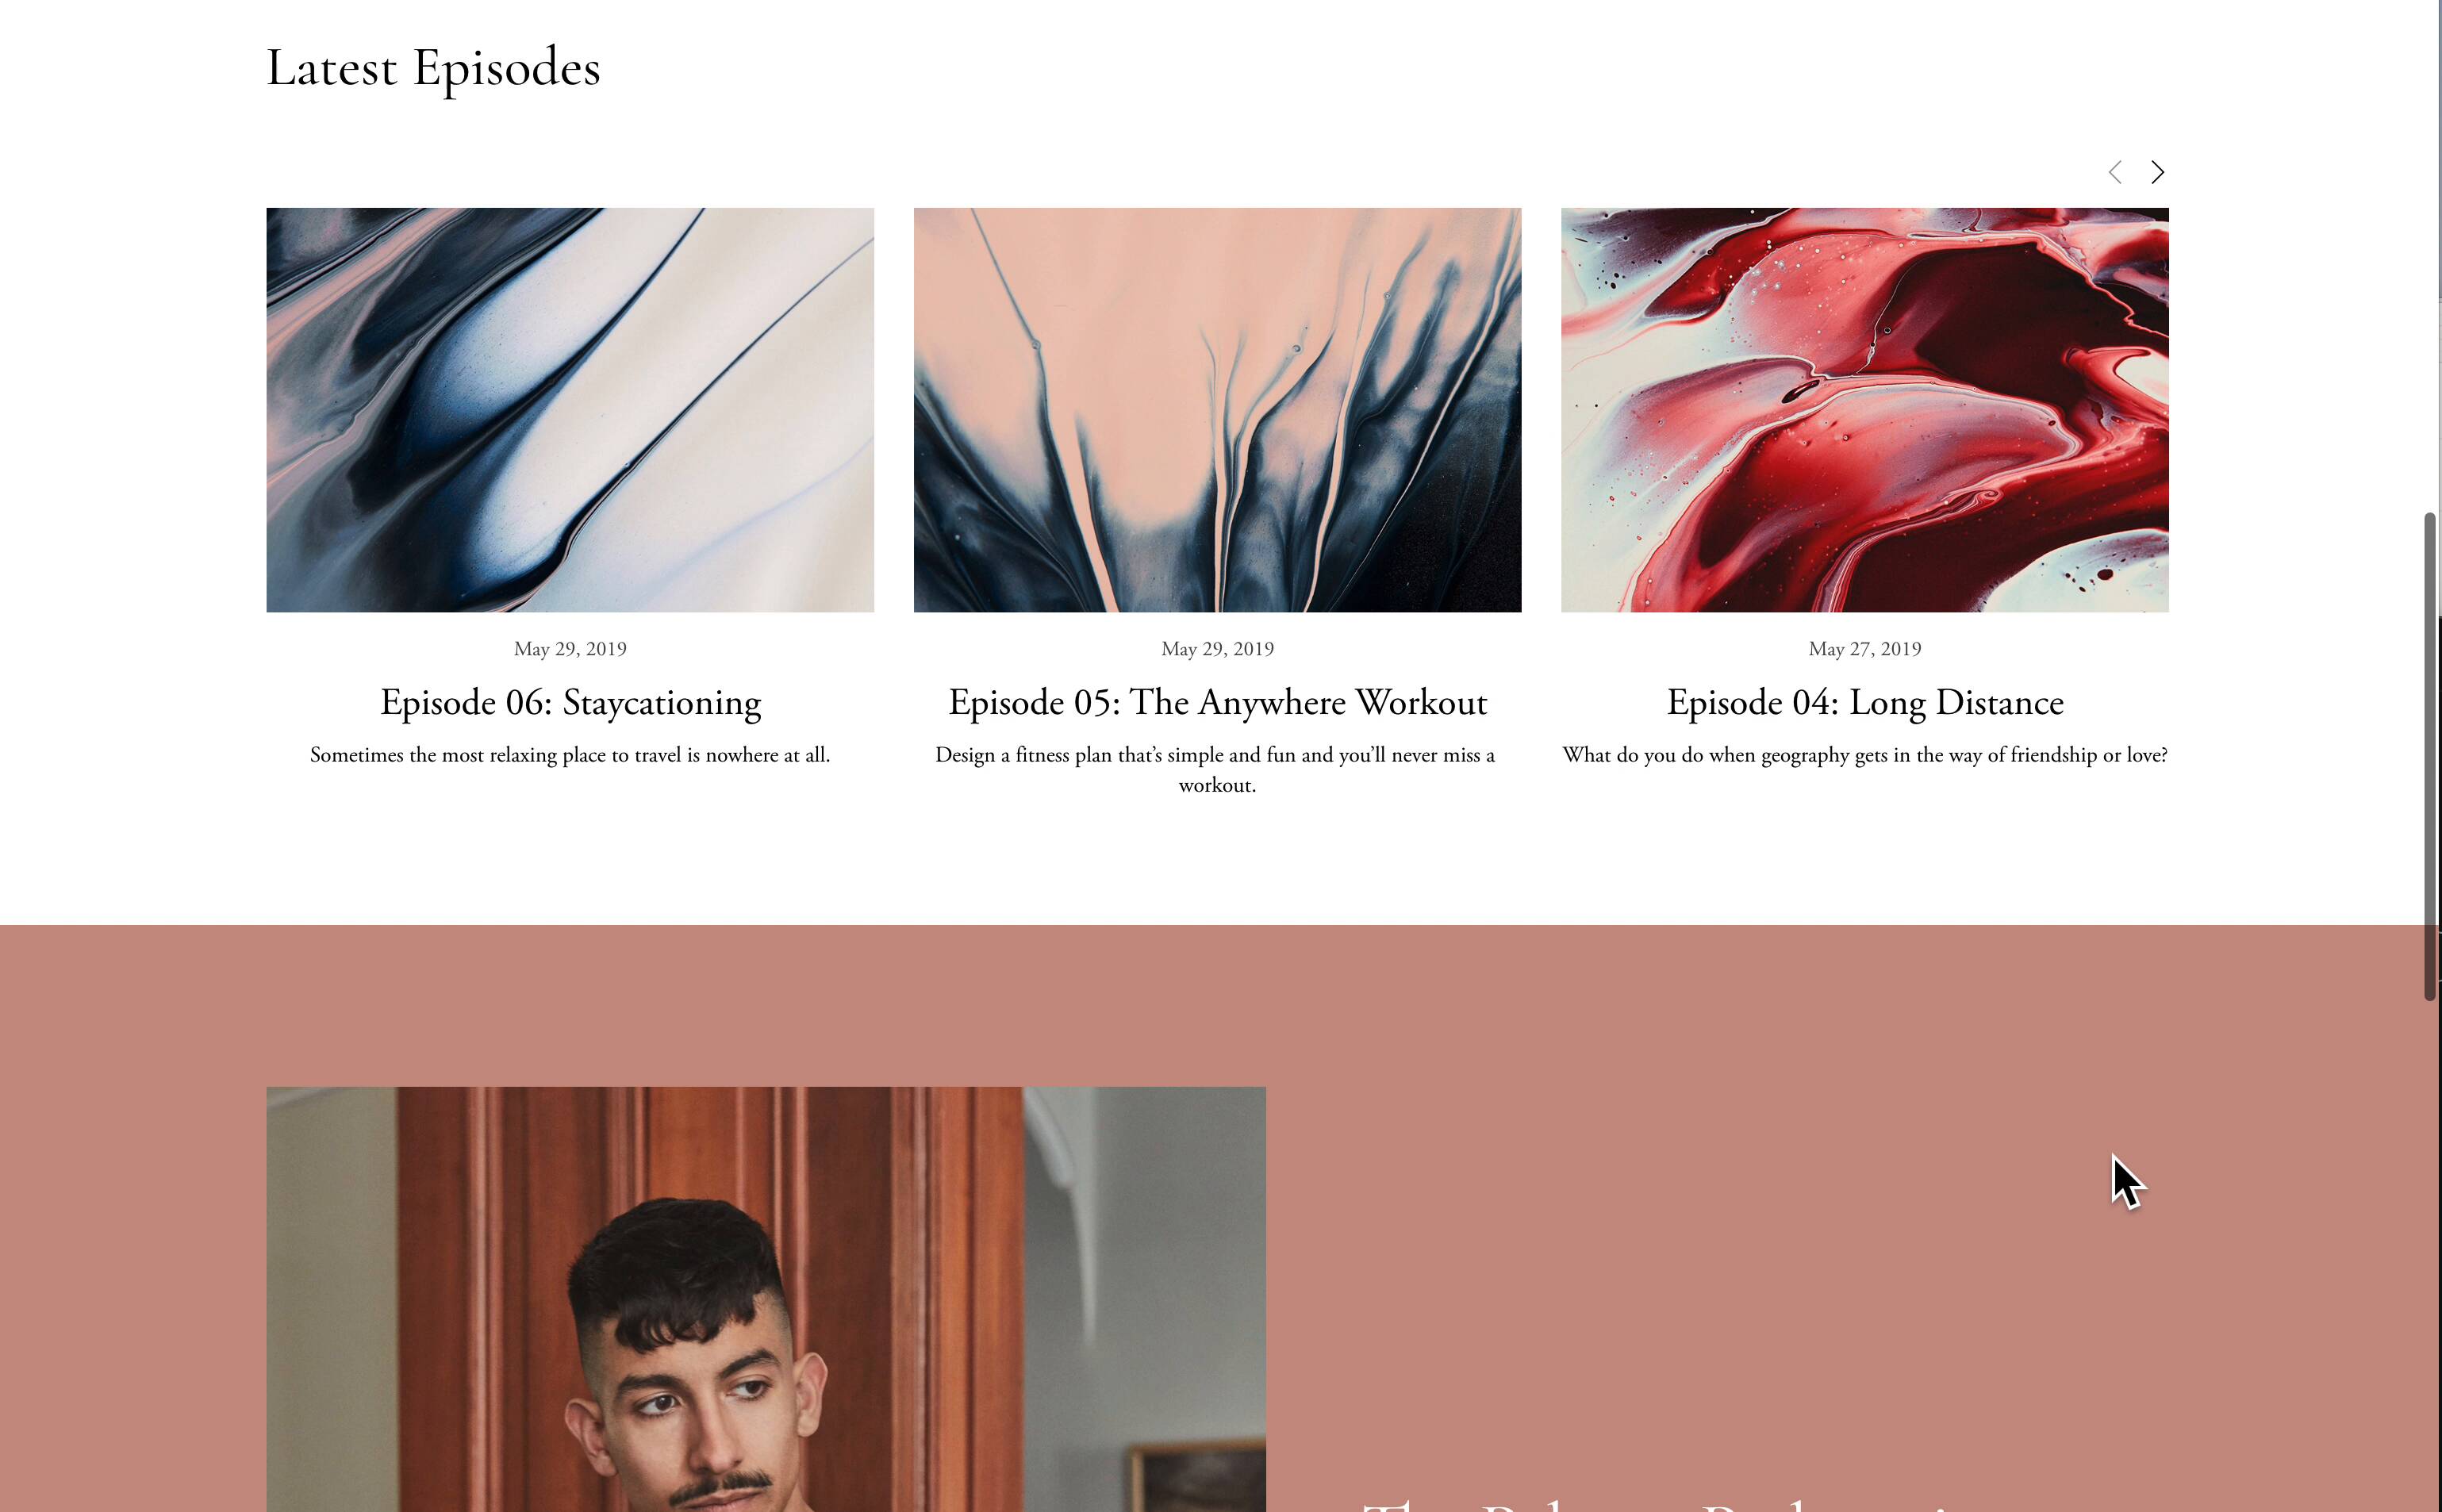 Latest Episodes
May 29, 2019
Episode 06: Staycationing
Sometimes the most relaxing place to travel is nowhere at all.
May 29, 2019
Episode 05: The Anywhere Workout
Design a fitness plan that’s simple and fun and you’ll never miss a
workout.
May 27, 2019
Episode 04: Long Distance
What do you do when geography gets in the way of friendship or love?